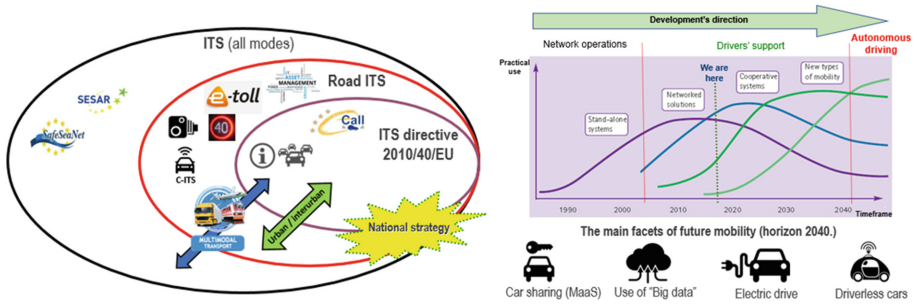 ITS (all modes)
SESAR
SafeSeaNet
Road ITS
e-toll
ASSET
MANAGEMENT
40
eCall
ITS directive
2010/40/EU
C-ITS
MULTIMODAL
TRANSPORT
Urban / interurban
National strategy
Development's direction
Network operations
Drivers' support
Autonomous
driving
Practical
use
We are
here
Stand-alone
systems
Networked
solutions
Cooperative
systems
New types
of mobility
1990 2000 2010 2020 2030 2040
Timeframe
The main facets of future mobility (horizon 2040.)
Car sharing (MaaS)
Use of "Big data"
Electric drive
Driverless cars